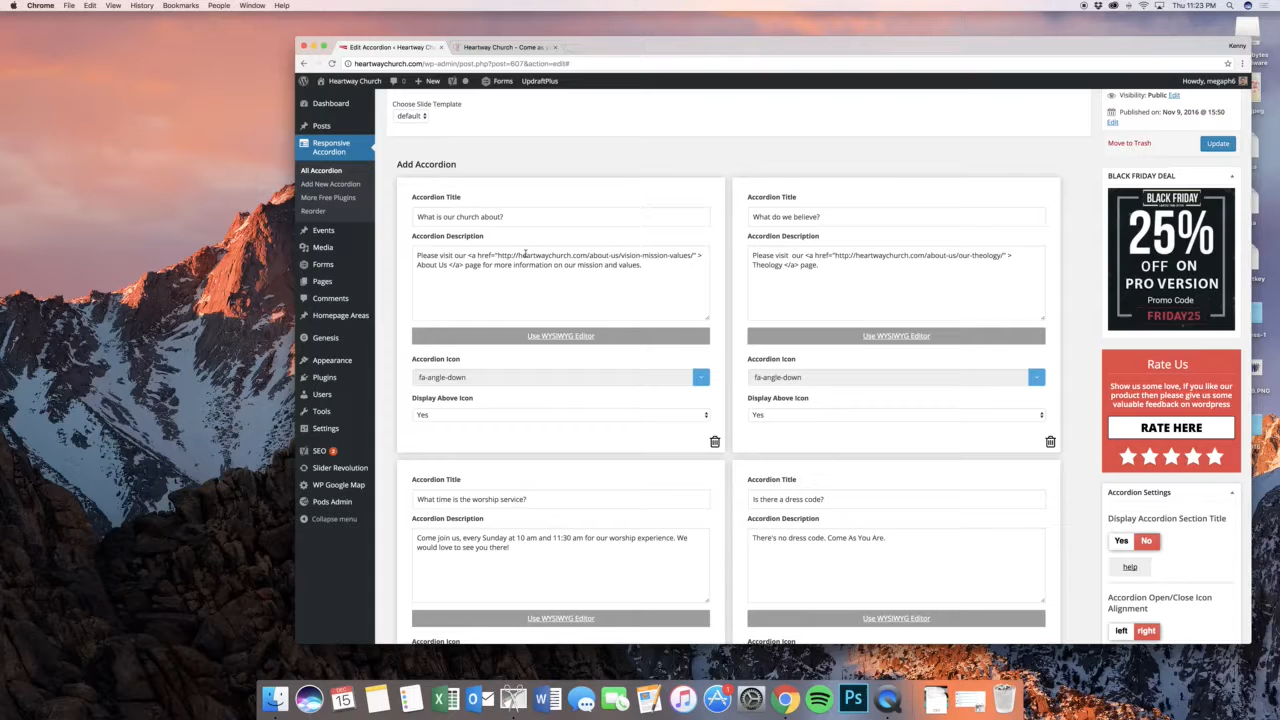 Chrome File Edit View History Bookmarks People Window Help
Thu 11:23 PM
Edit Accordion ‹ Heartway Ch
Heartway Church - Come as
Kenny
heartwaychurch.com/wp-admin/post.php?post=607&action=edit#
Heartway Church 0 New Forms UpdraftPlus
Howdy, megaph6
Dashboard
Posts
Responsive
Accordion
All Accordion
Add New Accordion
More Free Plugins
Reorder
Events
Media
Forms
Pages
Comments
Homepage Areas
Genesis
Appearance
Plugins
Users
Tools
Settings
SEO 2
Slider Revolution
WP Google Map
Pods Admin
Collapse menu
Choose Slide Template
default
Add Accordion
Accordion Title
What is our church about?
Accordion Description
Please visit our <a href="http://heartwaychurch.com/about-us/vision-mission-values/" >
About Us </a> page for more information on our mission and values.
Use WYSIWYG Editor
Accordion Icon
fa-angle-down
Display Above Icon
Yes
Accordion Title
What do we believe?
Accordion Description
Please visit our <a href="http://heartwaychurch.com/about-us/our-theology/" >
Theology </a> page.
Use WYSIWYG Editor
Accordion Icon
fa-angle-down
Display Above Icon
Yes
Accordion Title
What time is the worship service?
Accordion Description
Come join us, every Sunday at 10 am and 11:30 am for our worship experience. We
would love to see you there!
Use WYSIWYG Editor
Accordion Icon
Accordion Title
Is there a dress code?
Accordion Description
There's no dress code. Come As You Are.
Use WYSIWYG Editor
Accordion Icon
Visibility: Public Edit
Published on: Nov 9, 2016 @ 15:50
Edit
Move to Trash
Update
BLACK FRIDAY DEAL
BLACK FRIDAY
25%
OFF ON
PRO VERSION
Promo Code
FRIDAY25
Rate Us
Show us some love, If you like our
product then please give us some
valuable feedback on wordpress
RATE HERE
Accordion Settings
Display Accordion Section Title
Yes No
help
Accordion Open/Close Icon
Alignment
left right
DEC
15
Ps